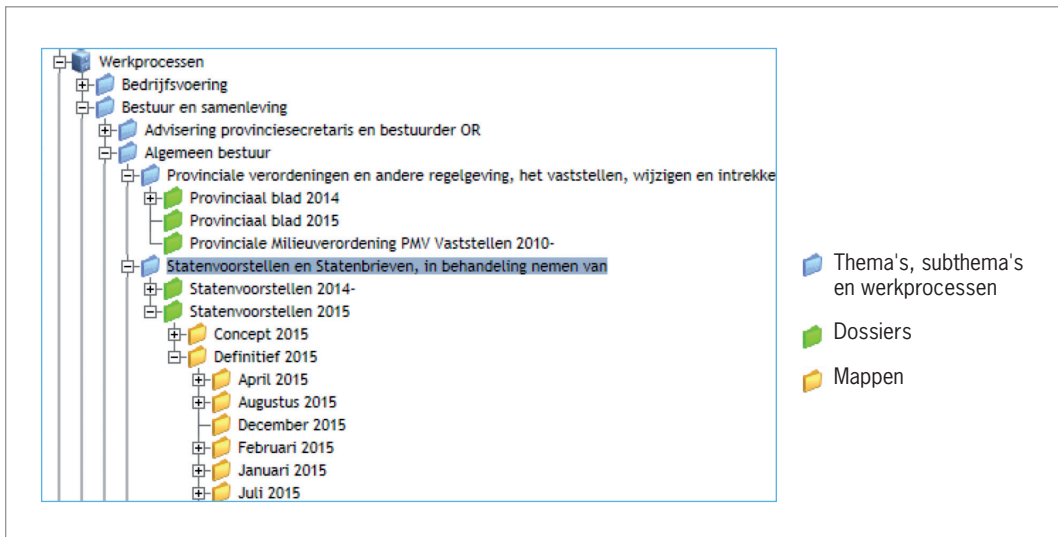 Werkprocessen
Bedrijfsvoering
Bestuur en samenleving
Advisering provinciesecretaris en bestuurder OR
Algemeen bestuur
Provinciale verordeningen en andere regelgeving, het vaststellen, wijzigen en intrekke
Provinciaal blad 2014
Provinciaal blad 2015
Provinciale Milieuverordening PMV Vaststellen 2010-
Statenvoorstellen en Statenbrieven, in behandeling nemen van
Statenvoorstellen 2014-
Statenvoorstellen 2015
Concept 2015
Definitief 2015
April 2015
Augustus 2015
December 2015
Februari 2015
Januari 2015
Juli 2015
Thema's, subthema's
en werkprocessen
Dossiers
Mappen